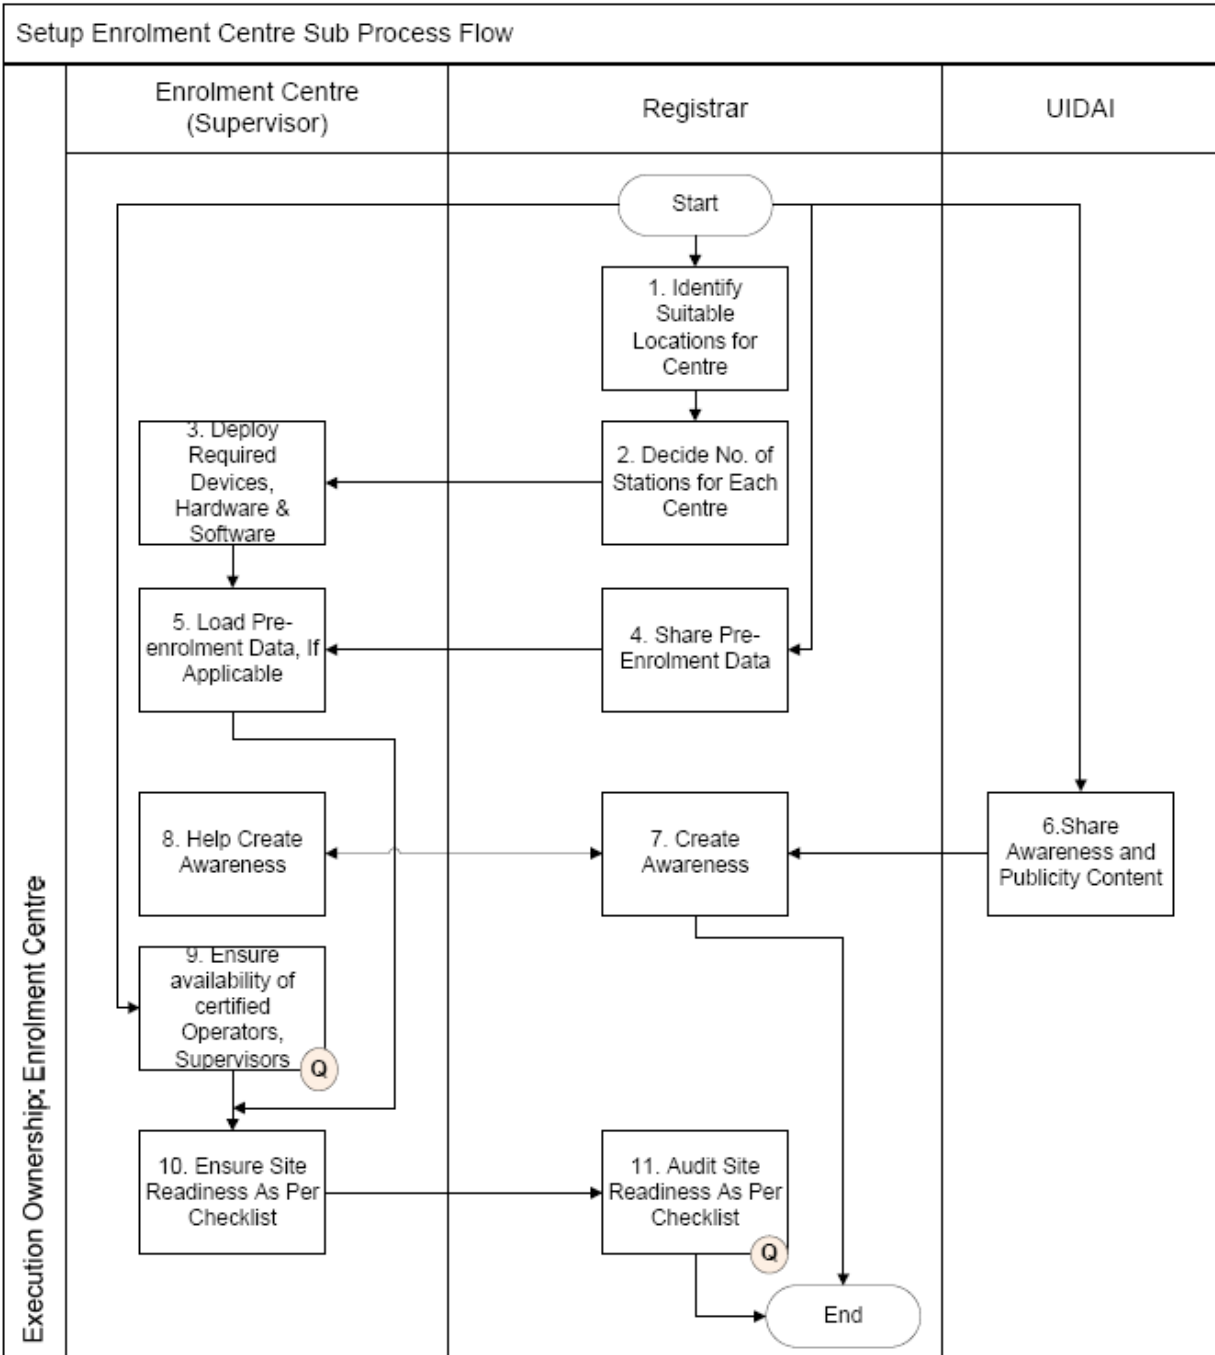 Setup Enrolment Centre Sub Process Flow
Enrolment Centre
(Supervisor)
Registrar
UIDAI
Start
1. Identify
Suitable
Locations for
Centre
3. Deploy
Required
Devices,
Hardware &
Software
2. Decide No. of
Stations for Each
Centre
5. Load Pre-
enrolment Data, If
Applicable
4. Share Pre-
Enrolment Data
8. Help Create
Awareness
7. Create
Awareness
6.Share
Awareness and
Publicity Content
9. Ensure
availability of
certified
Operators,
Supervisors
Q
10. Ensure Site
Readiness As Per
Checklist
11. Audit Site
Readiness As Per
Checklist
Q
End
Execution Ownership: Enrolment Centre